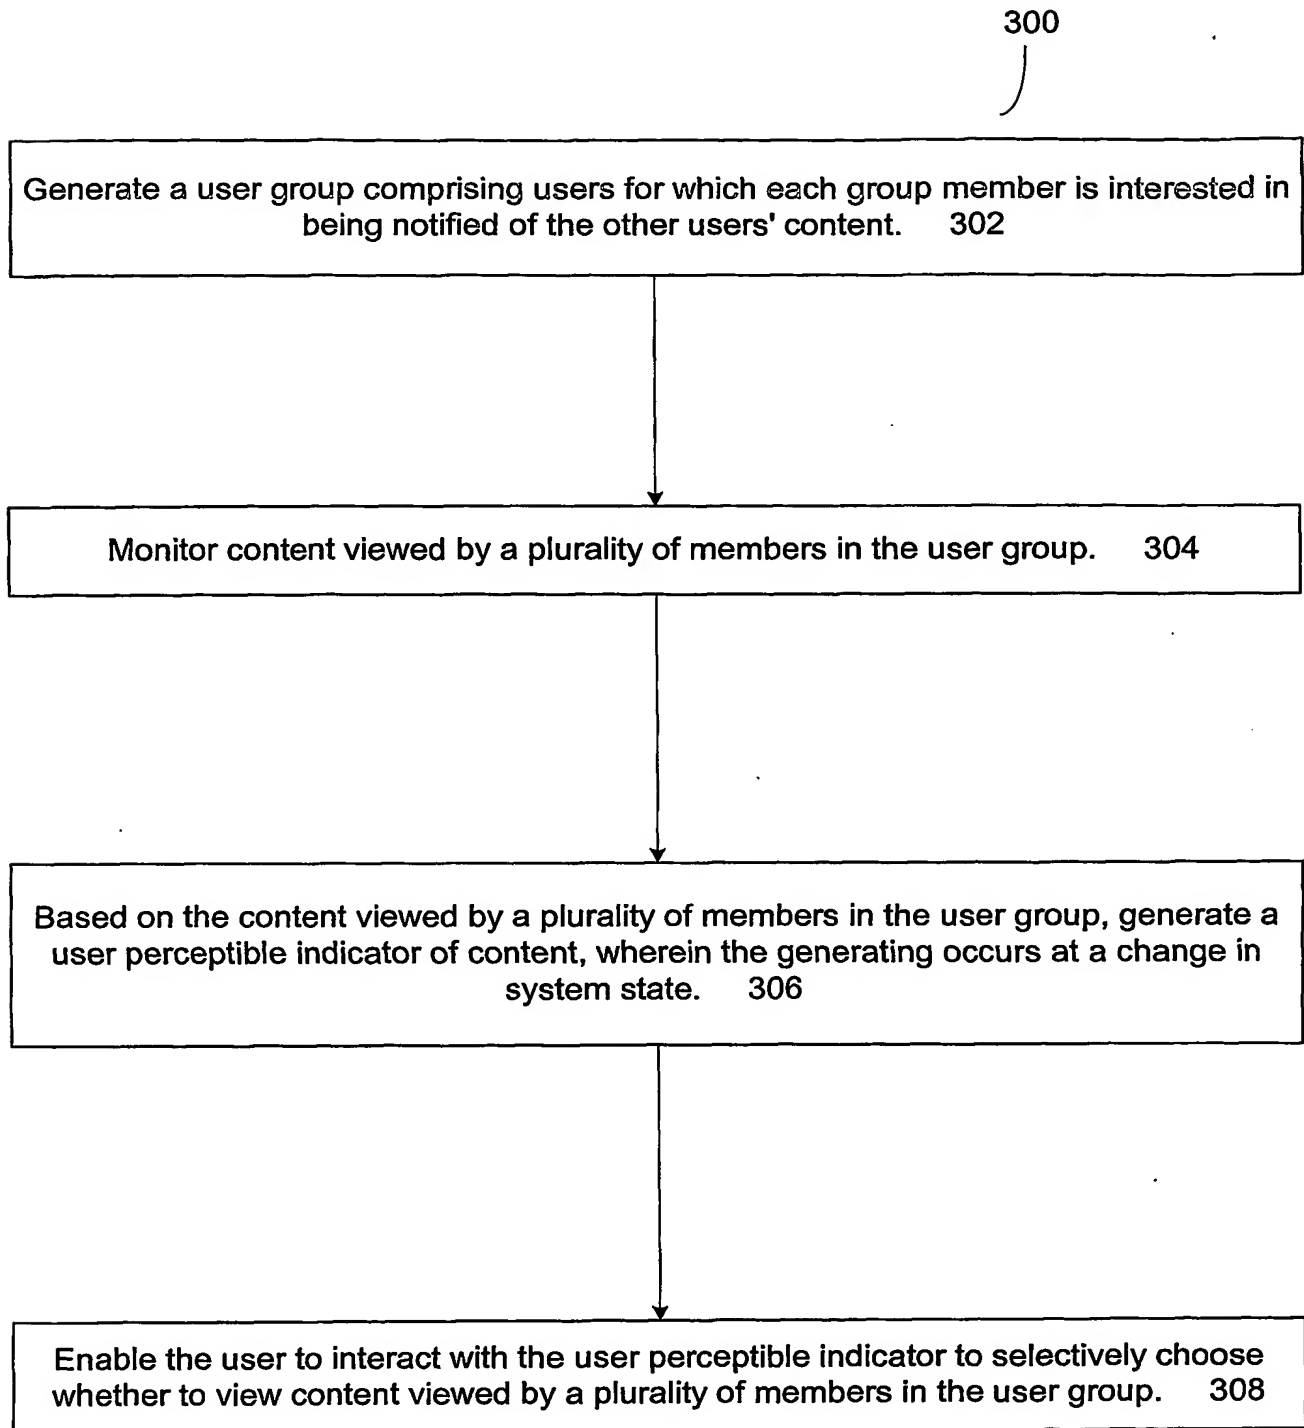 300
Generate a user group comprising users for which each group member is interested in
being notified of the other users' content. 302
Monitor content viewed by a plurality of members in the user group. 304
Based on the content viewed by a plurality of members in the user group, generate a
user perceptible indicator of content, wherein the generating occurs at a change in
system state. 306
Enable the user to interact with the user perceptible indicator to selectively choose
whether to view content viewed by a plurality of members in the user group. 308